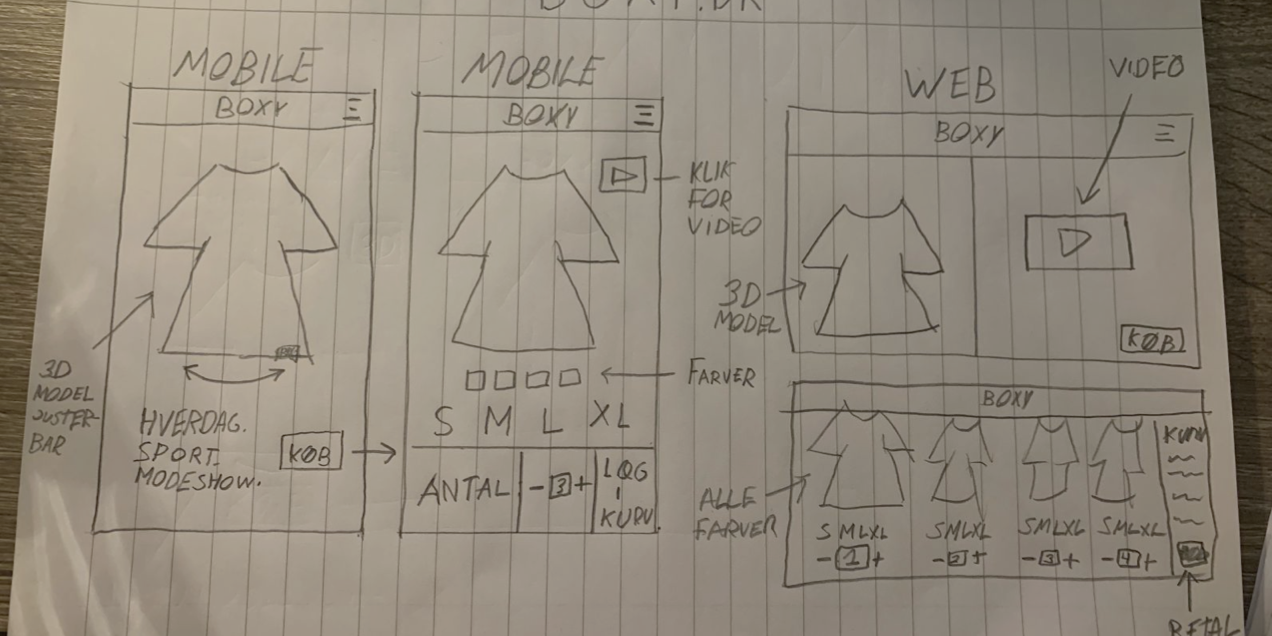 MOBILE
BOXY
3D
MODEL
JUSTER-
BAR
HVERDAG.
SPORT.
MODESHOW.
KØB
MOBILE
BOXY
KLIK
FOR
VIDEO
FARVER
S M L XL
ANTAL
- 3 +
LÆG
I
KURV
WEB
VIDEO
BOXY
3D
MODEL
KØB
BOXY
ALLE
FARVER
S M L XL
- 1 +
S M L XL
- 2 +
S M L XL
- 3 +
S M L XL
- 4 +
KURV
BETAL